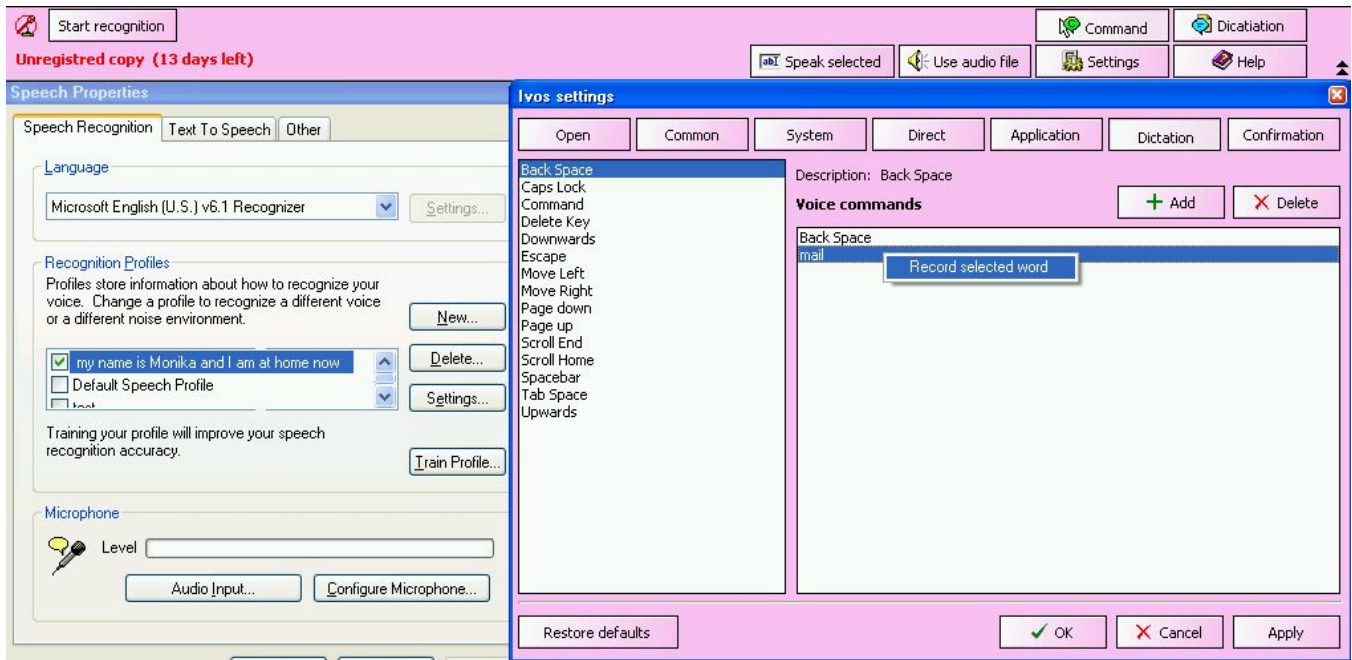 Start recognition
Command
Dicatiation
Unregistred copy (13 days left)
Speak selected
Use audio file
Settings
Help
Speech Properties
Speech Recognition
Text To Speech
Other
Language
Microsoft English (U.S.) v6.1 Recognizer
Settings...
Recognition Profiles
Profiles store information about how to recognize your
voice. Change a profile to recognize a different voice
or a different noise environment.
New...
my name is Monika and I am at home now
Default Speech Profile
Delete...
Settings...
Training your profile will improve your speech
recognition accuracy.
Train Profile...
Microphone
Level
Audio Input...
Configure Microphone...
Ivos settings
Open
Common
System
Direct
Application
Dictation
Confirmation
Back Space
Caps Lock
Command
Delete Key
Downwards
Escape
Move Left
Move Right
Page down
Page up
Scroll End
Scroll Home
Spacebar
Tab Space
Upwards
Description: Back Space
Voice commands
Add
Delete
Back Space
mail
Record selected word
Restore defaults
OK
Cancel
Apply